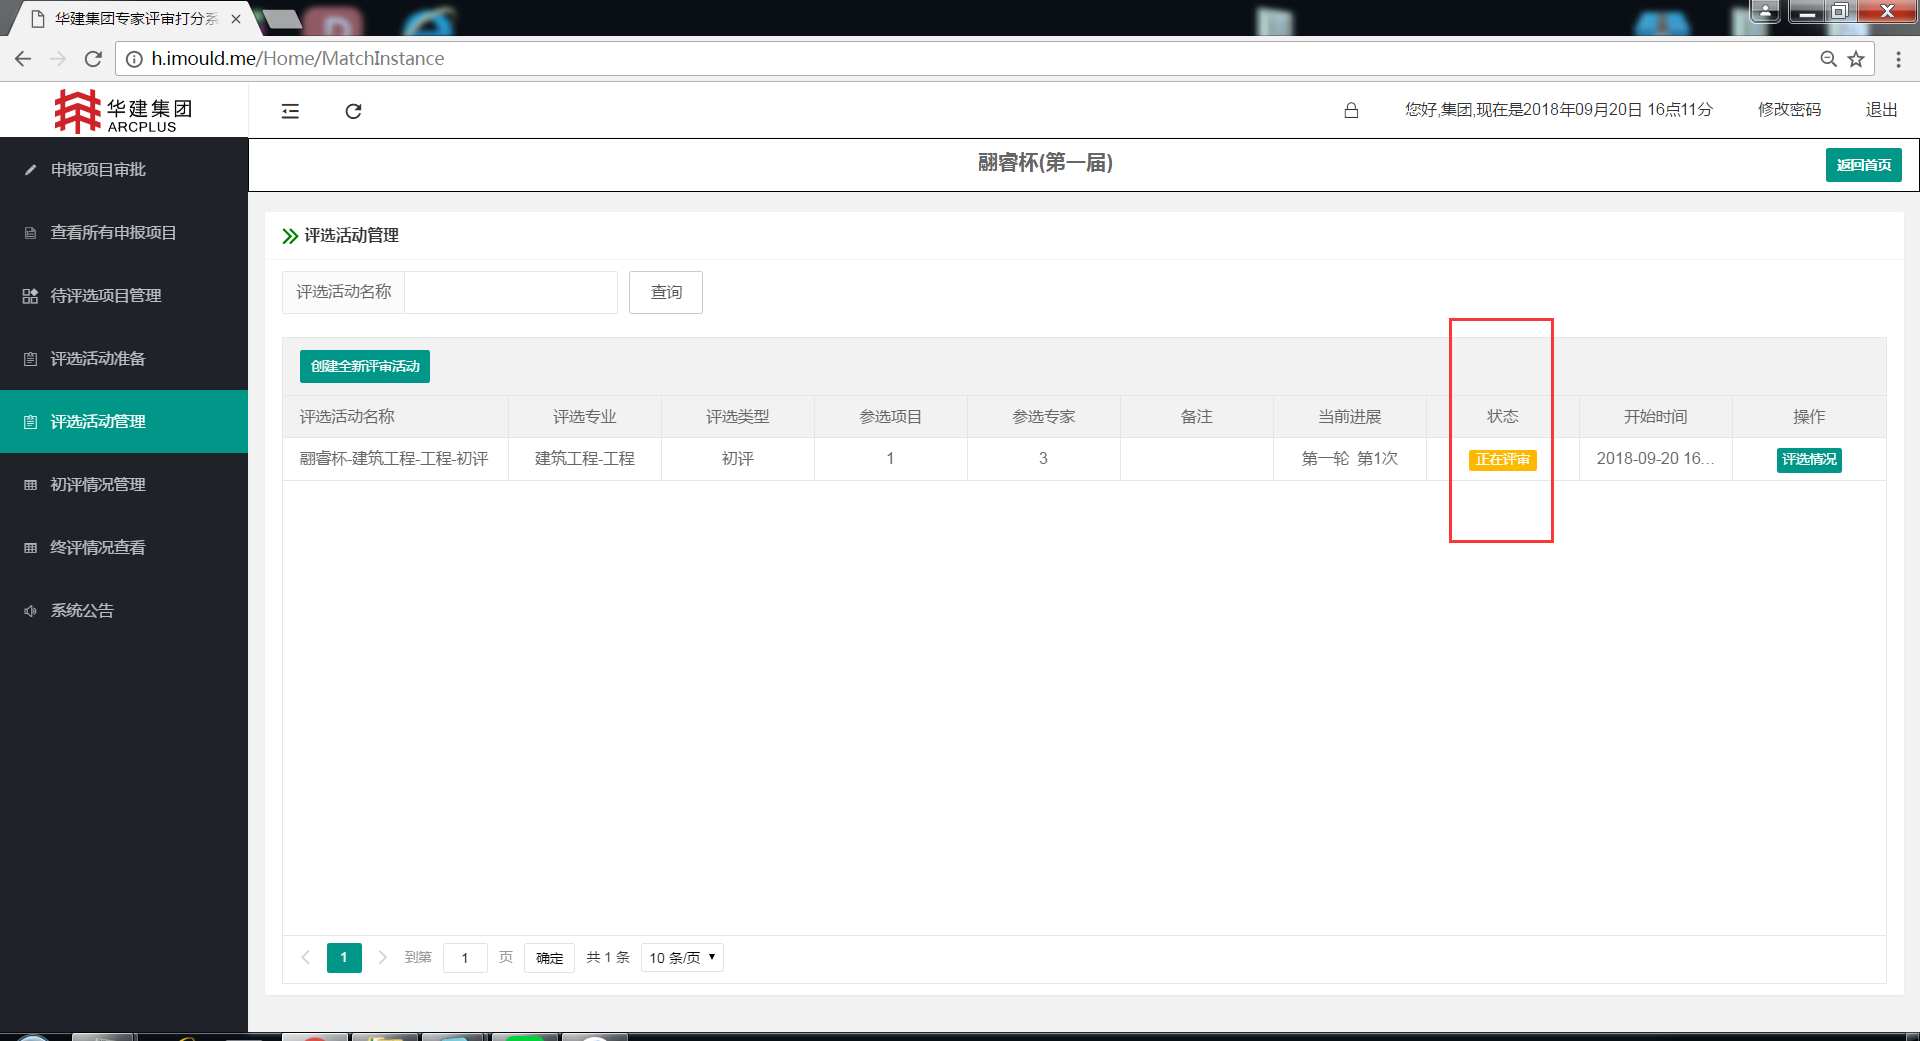 华建集团专家评审打分系
h.imould.me/Home/MatchInstance
华建集团
ARCPLUS
您好,集团,现在是2018年09月20日 16点11分
修改密码
退出
翮睿杯(第一届)
返回首页
申报项目审批
查看所有申报项目
待评选项目管理
评选活动准备
评选活动管理
初评情况管理
终评情况查看
系统公告
评选活动管理
评选活动名称
查询
创建全新评审活动
评选活动名称 评选专业 评选类型 参选项目 参选专家 备注 当前进展 状态 开始时间 操作
翮睿杯-建筑工程-工程-初评 建筑工程-工程 初评 1 3 第一轮 第1次 正在评审 2018-09-20 16... 评选情况
1 到第 1 页 确定 共 1 条 10 条/页